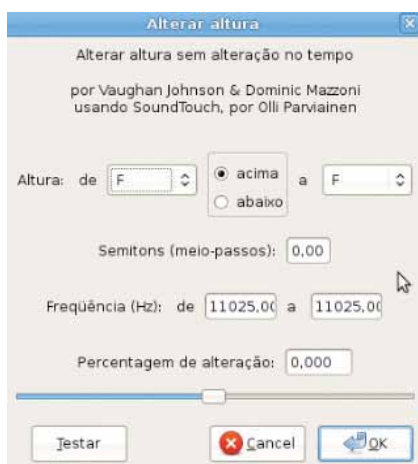 Alterar altura
Alterar altura sem alteração no tempo
por Vaughan Johnson & Dominic Mazzoni
usando SoundTouch, por Olli Parviainen
Altura: de F acima a F
abaixo
Semitons (meio-passos): 0,00
Freqüência (Hz): de 11025,00 a 11025,00
Percentagem de alteração: 0,000
Testar Cancel OK